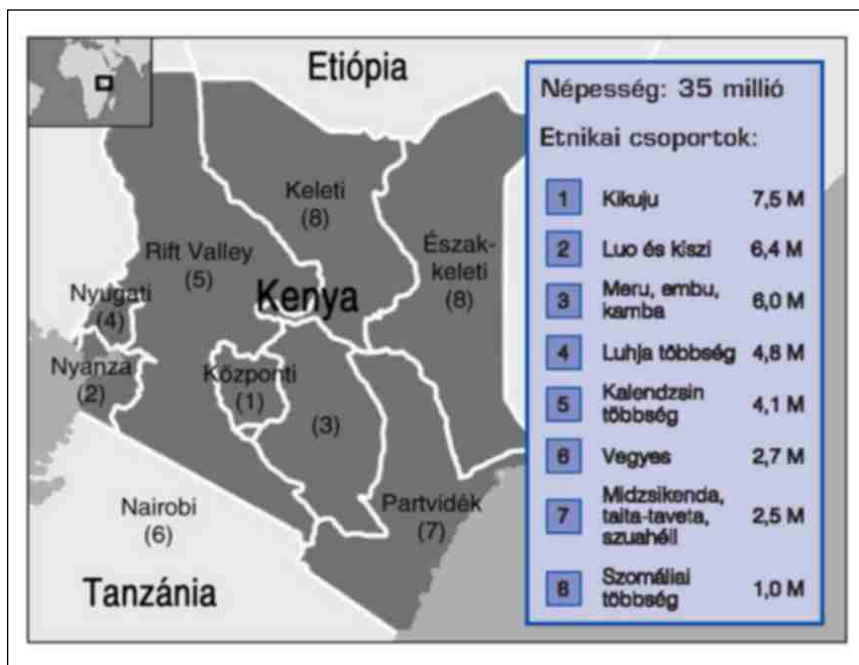 Etiópia
Keleti
(8)
Rift Valley
(5)
Észak-
keleti
(8)
Kenya
Nyugati
(4)
Nyanza
(2)
Központi
(1)
(3)
Nairobi
(6)
Partvidék
(7)
Tanzánia
Népesség: 35 millió
Etnikai csoportok:
1 Kikuju 7,5 M
2 Luo és kiszi 6,4 M
3 Meru, embu,
kamba 6,0 M
4 Luhja többség 4,8 M
5 Kalendzsin
többség 4,1 M
6 Vegyes 2,7 M
7 Midzsikenda,
taita-taveta,
szuahéli 2,5 M
8 Szomáliai
többség 1,0 M